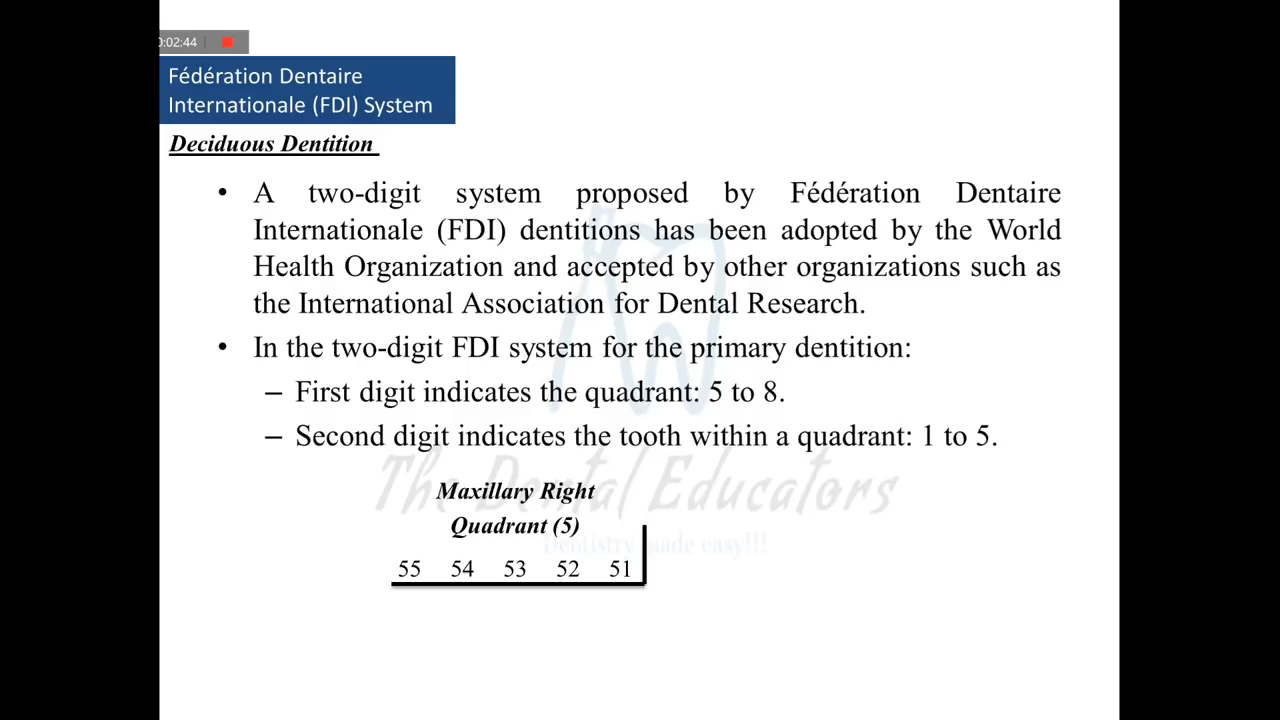 0:02:44
Fédération Dentaire
Internationale (FDI) System
Deciduous Dentition
• A two-digit system proposed by Fédération Dentaire
Internationale (FDI) dentitions has been adopted by the World
Health Organization and accepted by other organizations such as
the International Association for Dental Research.
• In the two-digit FDI system for the primary dentition:
– First digit indicates the quadrant: 5 to 8.
– Second digit indicates the tooth within a quadrant: 1 to 5.
The Dental Educators
Maxillary Right
Quadrant (5)
Dentistry made easy!!!
55 54 53 52 51